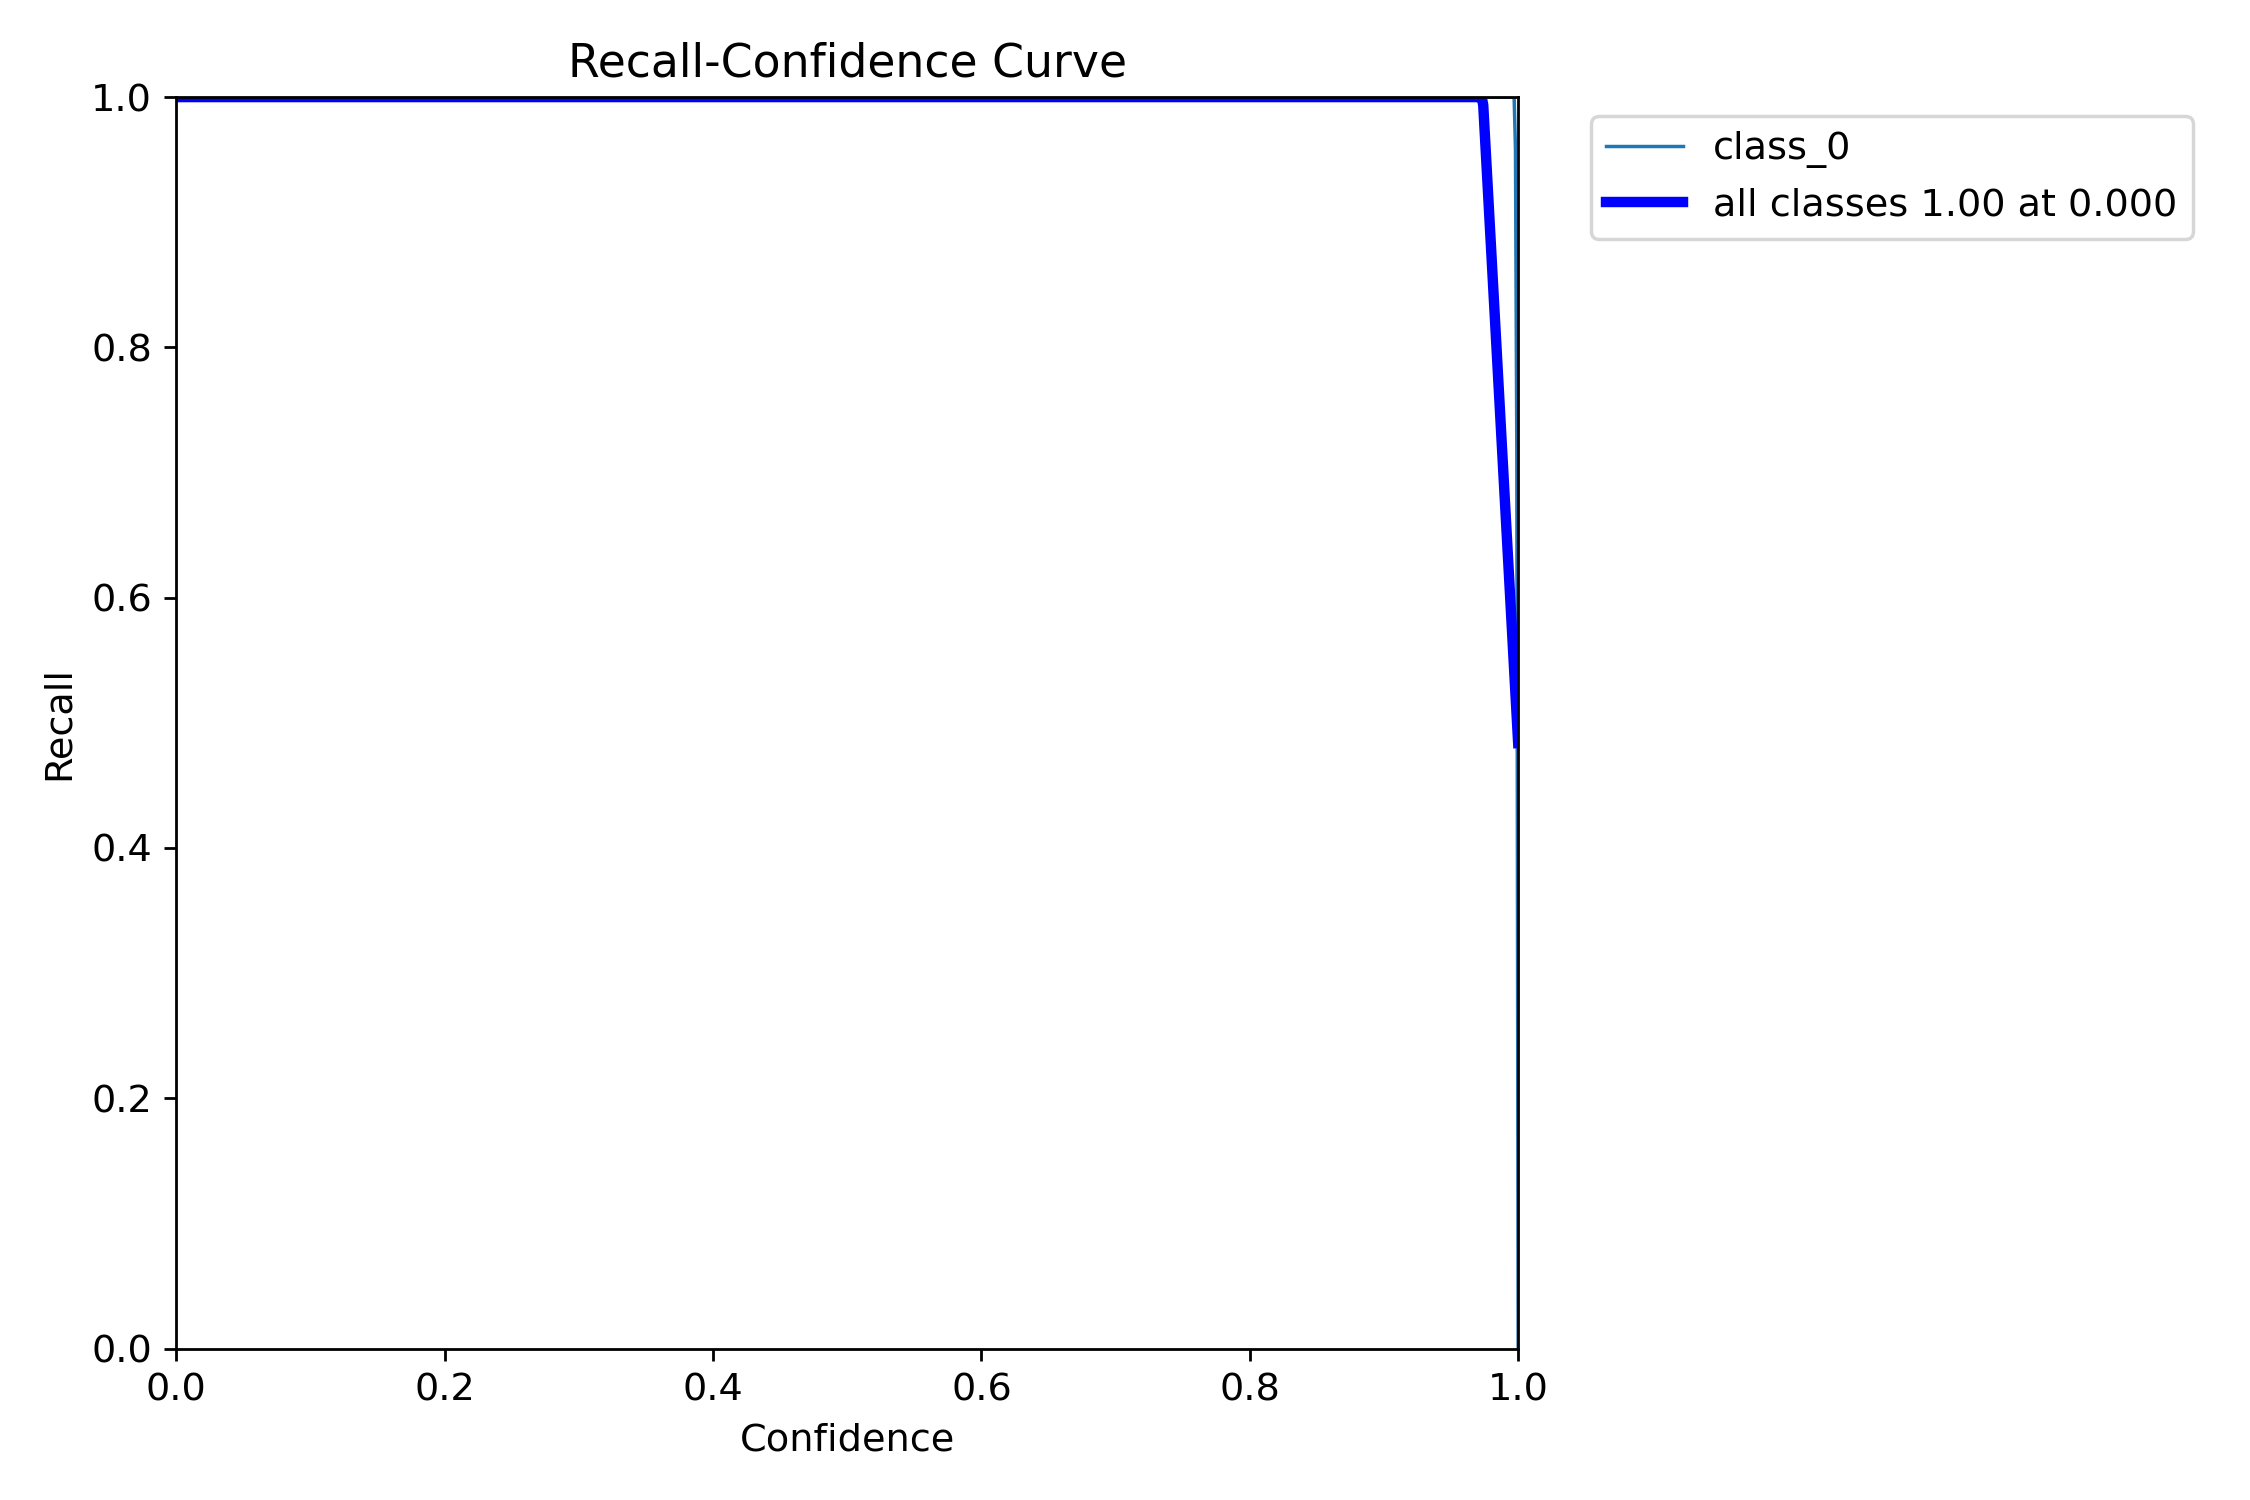 Recall-Confidence Curve
1.0
0.8
0.6
0.4
0.2
0.0
Recall
0.0 0.2 0.4 0.6 0.8 1.0
Confidence
class_0
all classes 1.00 at 0.000